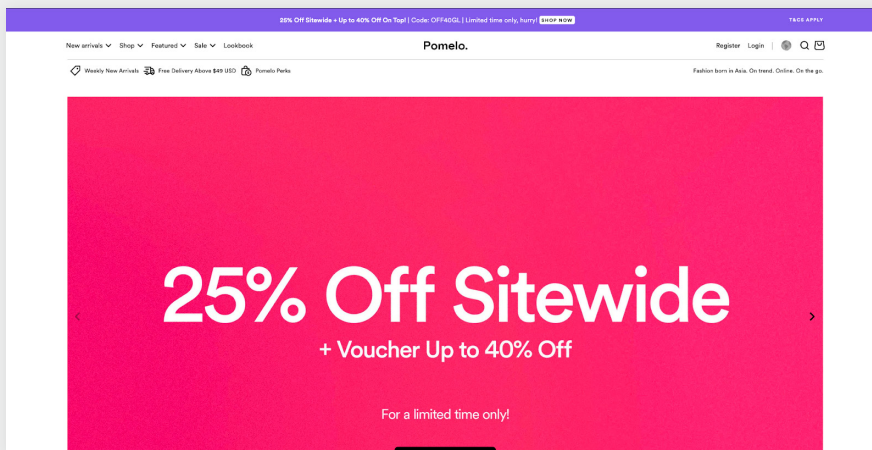 25% Off Sitewide + Up to 40% Off On Top! | Code: OFF40GL | Limited time only, hurry! SHOP NOW
T&CS APPLY
New arrivals Shop Featured Sale Lookbook
Pomelo.
Register Login |
Weekly New Arrivals Free Delivery Above $49 USD Pomelo Perks
Fashion born in Asia. On trend. Online. On the go.
25% Off Sitewide
+ Voucher Up to 40% Off
For a limited time only!